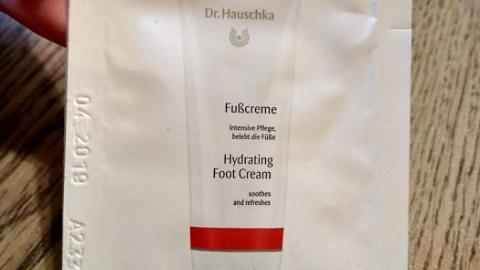 Dr. Hauschka
Fußcreme
intensive Pflege,
belebt die Füße
Hydrating
Foot Cream
soothes
and refreshes
04 2019